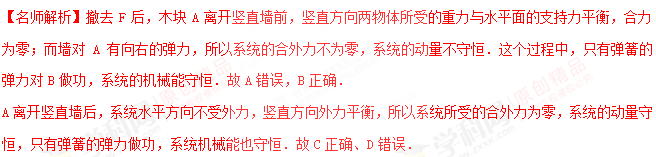 【名师解析】撤去 F 后，木块 A 离开竖直墙前，竖直方向两物体所受的重力与水平面的支持力平衡，合力
为零；而墙对 A 有向右的弹力，所以系统的合外力不为零，系统的动量不守恒．这个过程中，只有弹簧的
弹力对 B 做功，系统的机械能守恒．故 A 错误，B 正确．
A 离开竖直墙后，系统水平方向不受外力，竖直方向外力平衡，所以系统所受的合外力为零，系统的动量守
恒，只有弹簧的弹力做功，系统机械能也守恒．故 C 正确、D 错误．